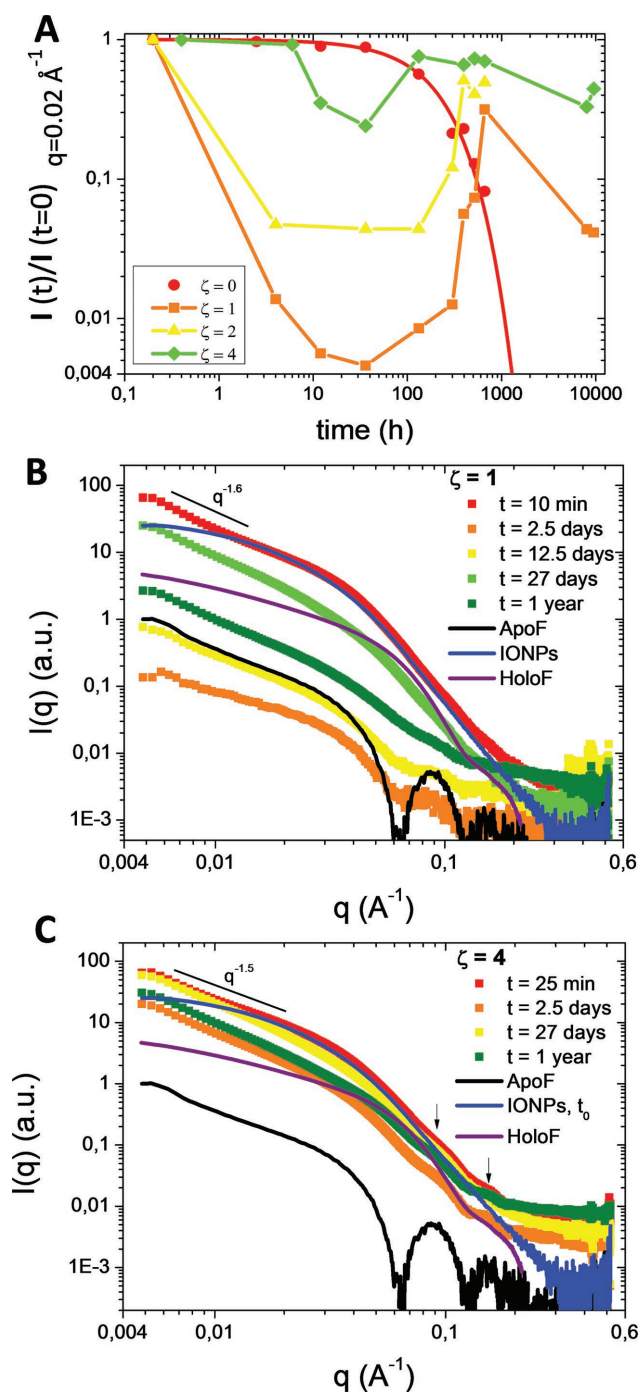 A
I (t)/I (t=0) q=0.02 Å-1
1
0,1
0,01
0,004
ζ = 0
ζ = 1
ζ = 2
ζ = 4
0,1 1 10 100 1000 10000
time (h)
B
I(q) (a.u.)
100
10
1
0,1
0,01
1E-3
q-1.6
ζ = 1
t = 10 min
t = 2.5 days
t = 12.5 days
t = 27 days
t = 1 year
ApoF
IONPs
HoloF
0,004 0,01 0,1 0,6
q (A-1)
C
I(q) (a.u.)
100
10
1
0,1
0,01
1E-3
q-1.5
ζ = 4
t = 25 min
t = 2.5 days
t = 27 days
t = 1 year
ApoF
IONPs, t0
HoloF
0,004 0,01 0,1 0,6
q (A-1)